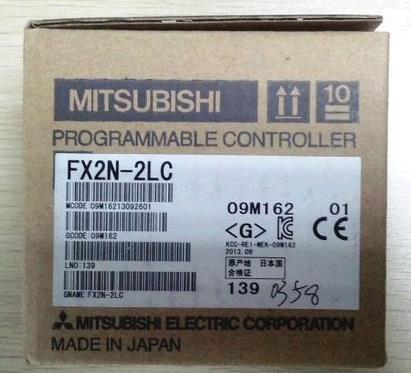 MITSUBISHI
10
PROGRAMMABLE CONTROLLER
FX2N-2LC
MCODE:09M16213092601
GCODE:09M162
LNO:139
GNAME:FX2N-2LC
09M162 01
<G> CE
KCC-REI-MEK-09M162
2013.09
原产地 日本国
合格证
139 0358
MITSUBISHI ELECTRIC CORPORATION
MADE IN JAPAN